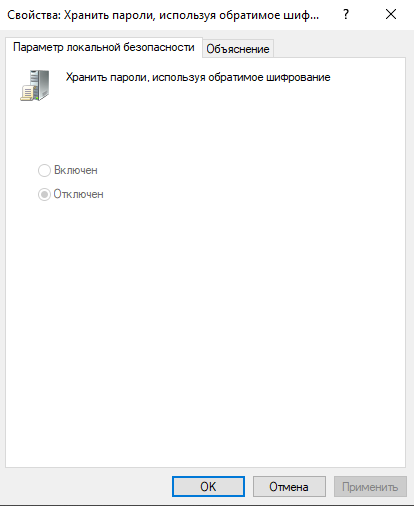 Свойства: Хранить пароли, используя обратимое шиф... ?
Параметр локальной безопасности Объяснение
Хранить пароли, используя обратимое шифрование
Включен
Отключен
OK Отмена Применить